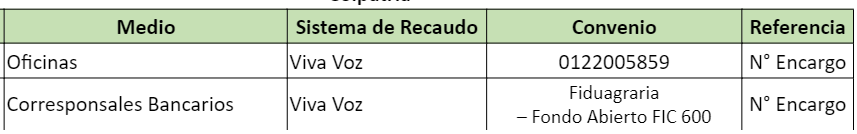 Medio Sistema de Recaudo Convenio Referencia
Oficinas Viva Voz 0122005859 N° Encargo
Corresponsales Bancarios Viva Voz Fiduagraria
– Fondo Abierto FIC 600 N° Encargo